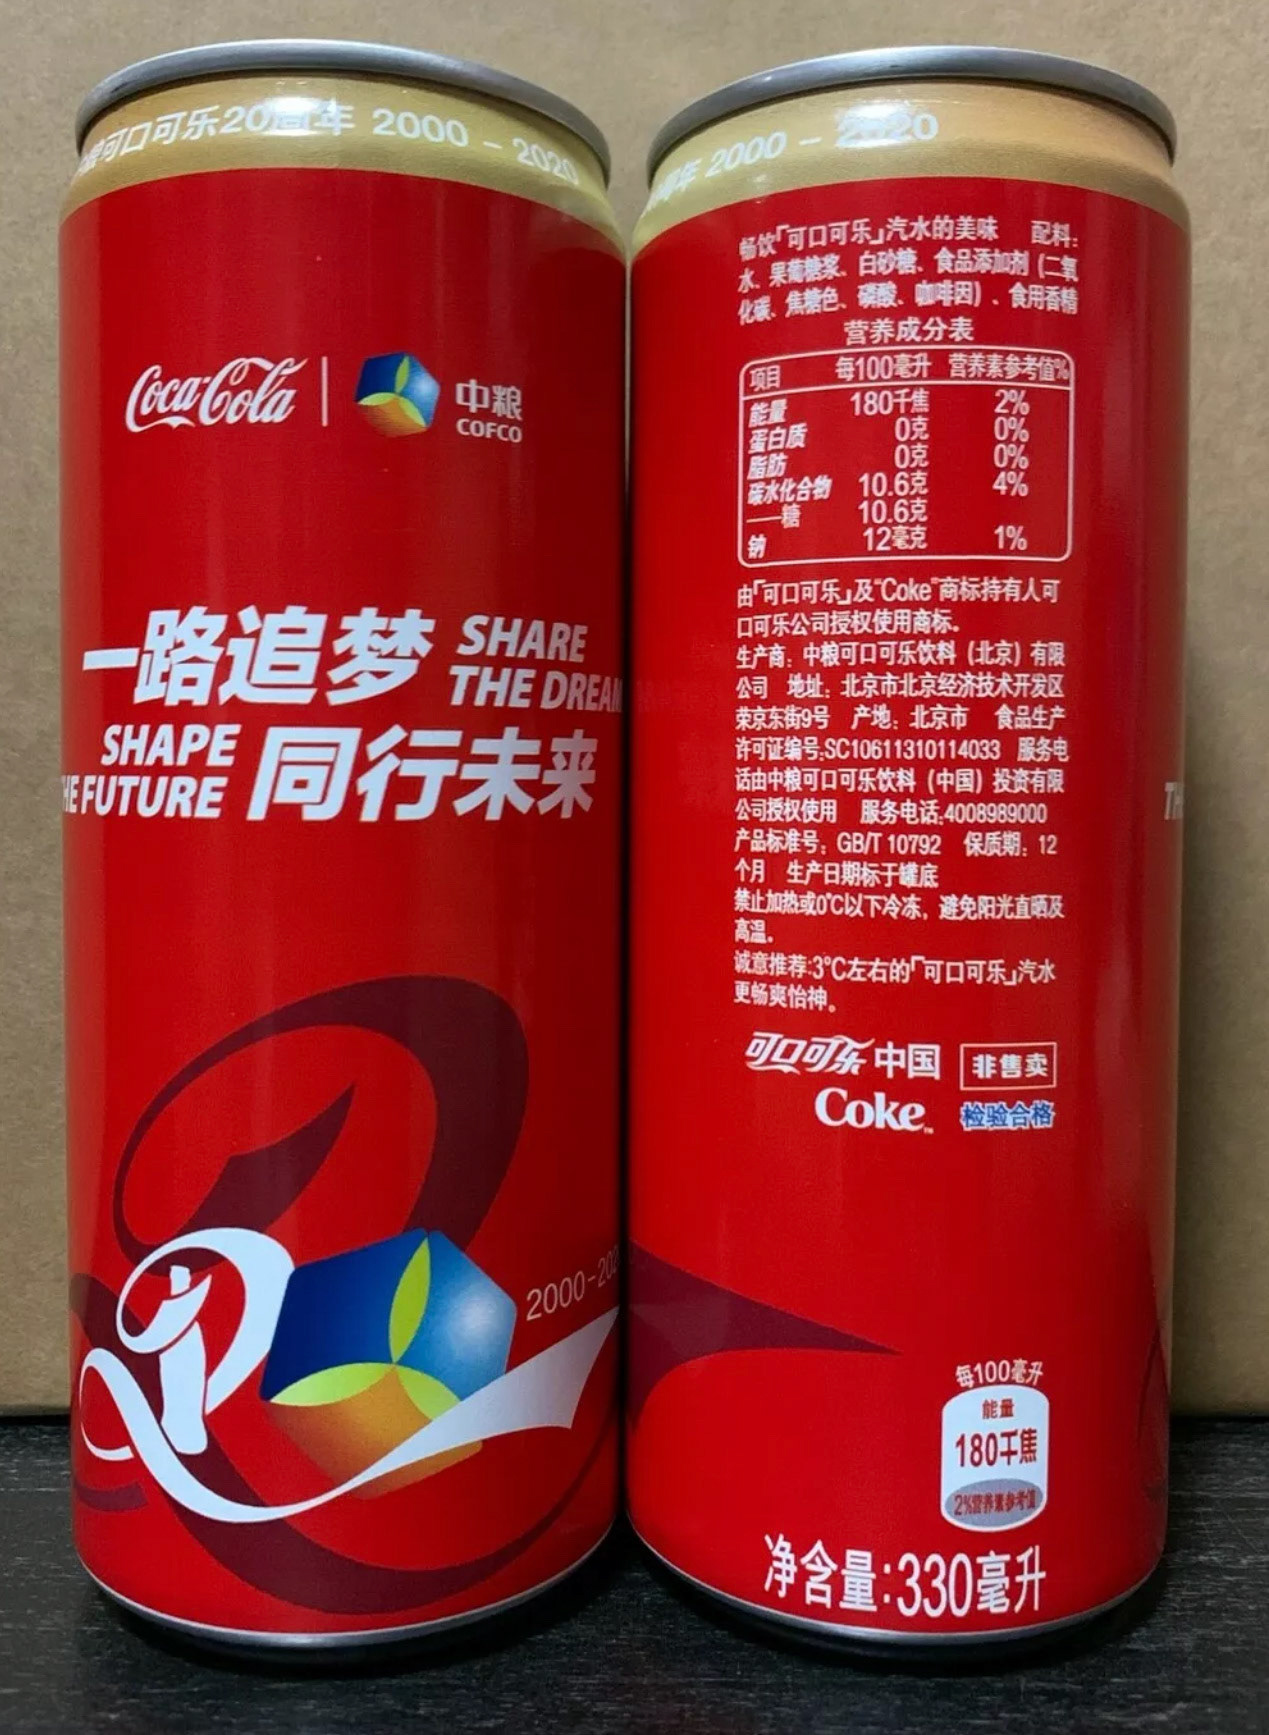 可口可乐20周年 2000 - 2020
Coca-Cola
中粮
COFCO
一路追梦 SHARE
THE DREAM
SHAPE
THE FUTURE 同行未来
2000-20
周年 2000 - 2020
畅饮「可口可乐」汽水的美味 配料:
水、果葡糖浆、白砂糖、食品添加剂 (二氧
化碳、焦糖色、磷酸、咖啡因) 、食用香精
营养成分表
项目 每100毫升 营养素参考值%
能量 180千焦 2%
蛋白质 0克 0%
脂肪 0克 0%
碳水化合物 10.6克 4%
——糖 10.6克
钠 12毫克 1%
由「可口可乐」及“Coke”商标持有人可
口可乐公司授权使用商标。
生产商: 中粮可口可乐饮料 (北京) 有限
公司 地址: 北京市北京经济技术开发区
荣京东街9号 产地: 北京市 食品生产
许可证编号:SC10611310114033 服务电
话由中粮可口可乐饮料 (中国) 投资有限
公司授权使用 服务电话:4008989000
产品标准号: GB/T 10792 保质期: 12
个月 生产日期标于罐底
禁止加热或0℃以下冷冻, 避免阳光直晒及
高温。
诚意推荐:3℃左右的「可口可乐」汽水
更畅爽怡神。
可口可乐中国 非售卖
Coke™ 检验合格
每100毫升
能量
180千焦
2%营养素参考值
净含量:330毫升